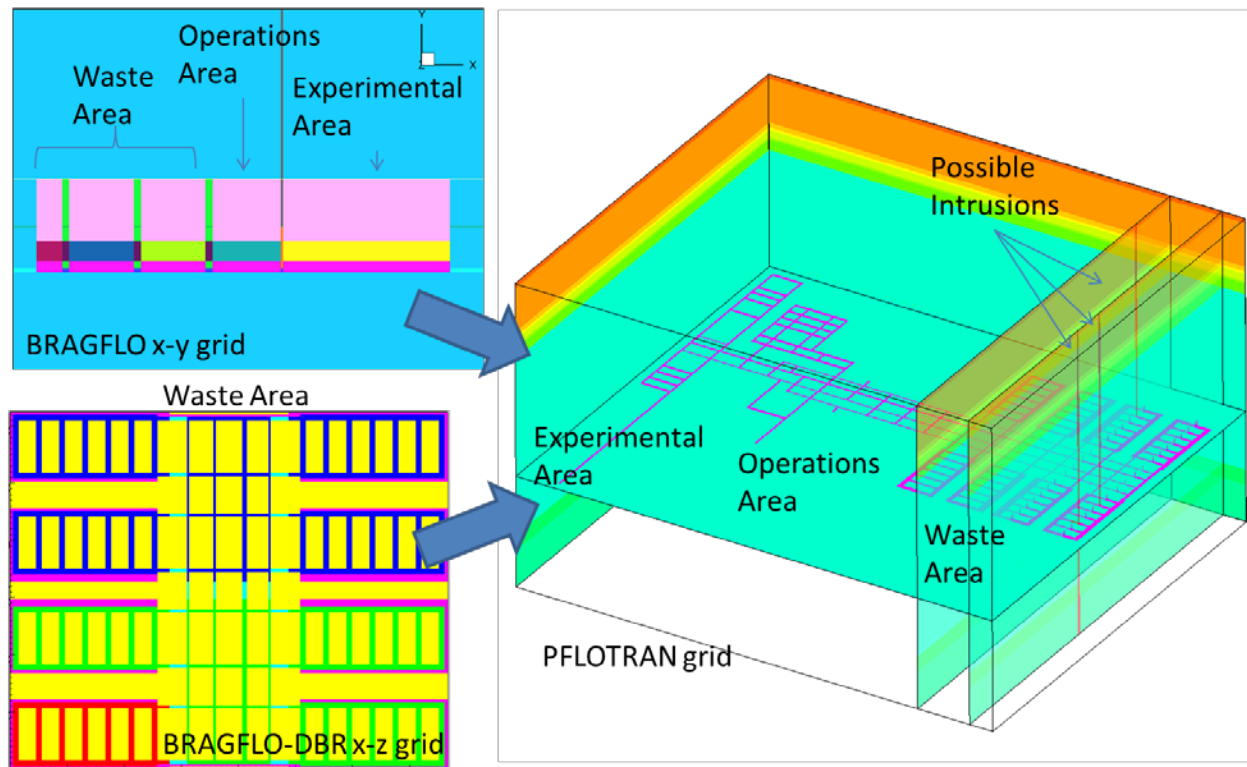 Operations
Area
Waste
Area
Experimental
Area
Y
Z
X
BRAGFLO x-y grid
Waste Area
BRAGFLO-DBR x-z grid
Possible
Intrusions
Experimental
Area
Operations
Area
Waste
Area
PFLOTRAN grid